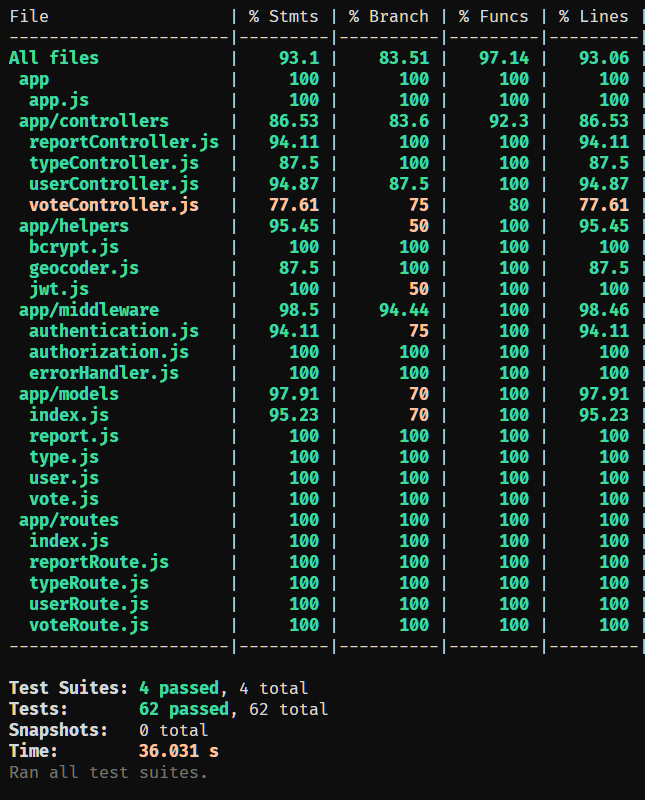 File                  | % Stmts | % Branch | % Funcs | % Lines |
----------------------|---------|----------|---------|---------|
All files             |    93.1 |    83.51 |   97.14 |   93.06 |
 app                  |     100 |      100 |     100 |     100 |
  app.js              |     100 |      100 |     100 |     100 |
 app/controllers      |   86.53 |     83.6 |    92.3 |   86.53 |
  reportController.js |   94.11 |      100 |     100 |   94.11 |
  typeController.js   |    87.5 |      100 |     100 |    87.5 |
  userController.js   |   94.87 |     87.5 |     100 |   94.87 |
  voteController.js   |   77.61 |       75 |      80 |   77.61 |
 app/helpers          |   95.45 |       50 |     100 |   95.45 |
  bcrypt.js           |     100 |      100 |     100 |     100 |
  geocoder.js         |    87.5 |      100 |     100 |    87.5 |
  jwt.js              |     100 |       50 |     100 |     100 |
 app/middleware       |    98.5 |    94.44 |     100 |   98.46 |
  authentication.js   |   94.11 |       75 |     100 |   94.11 |
  authorization.js    |     100 |      100 |     100 |     100 |
  errorHandler.js     |     100 |      100 |     100 |     100 |
 app/models           |   97.91 |       70 |     100 |   97.91 |
  index.js            |   95.23 |       70 |     100 |   95.23 |
  report.js           |     100 |      100 |     100 |     100 |
  type.js             |     100 |      100 |     100 |     100 |
  user.js             |     100 |      100 |     100 |     100 |
  vote.js             |     100 |      100 |     100 |     100 |
 app/routes           |     100 |      100 |     100 |     100 |
  index.js            |     100 |      100 |     100 |     100 |
  reportRoute.js      |     100 |      100 |     100 |     100 |
  typeRoute.js        |     100 |      100 |     100 |     100 |
  userRoute.js        |     100 |      100 |     100 |     100 |
  voteRoute.js        |     100 |      100 |     100 |     100 |
----------------------|---------|----------|---------|---------|
Test Suites: 4 passed, 4 total
Tests:       62 passed, 62 total
Snapshots:   0 total
Time:        36.031 s
Ran all test suites.